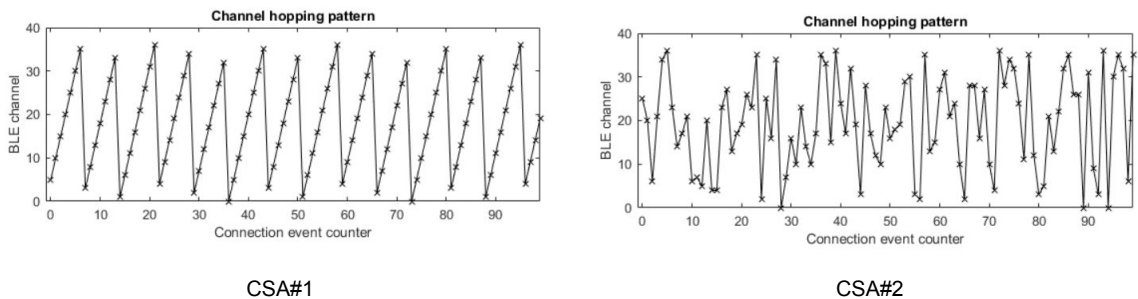 Channel hopping pattern
40
30
20
10
0
BLE channel
0 10 20 30 40 50 60 70 80 90
Connection event counter
CSA#1
Channel hopping pattern
40
30
20
10
0
BLE channel
0 10 20 30 40 50 60 70 80 90
Connection event counter
CSA#2